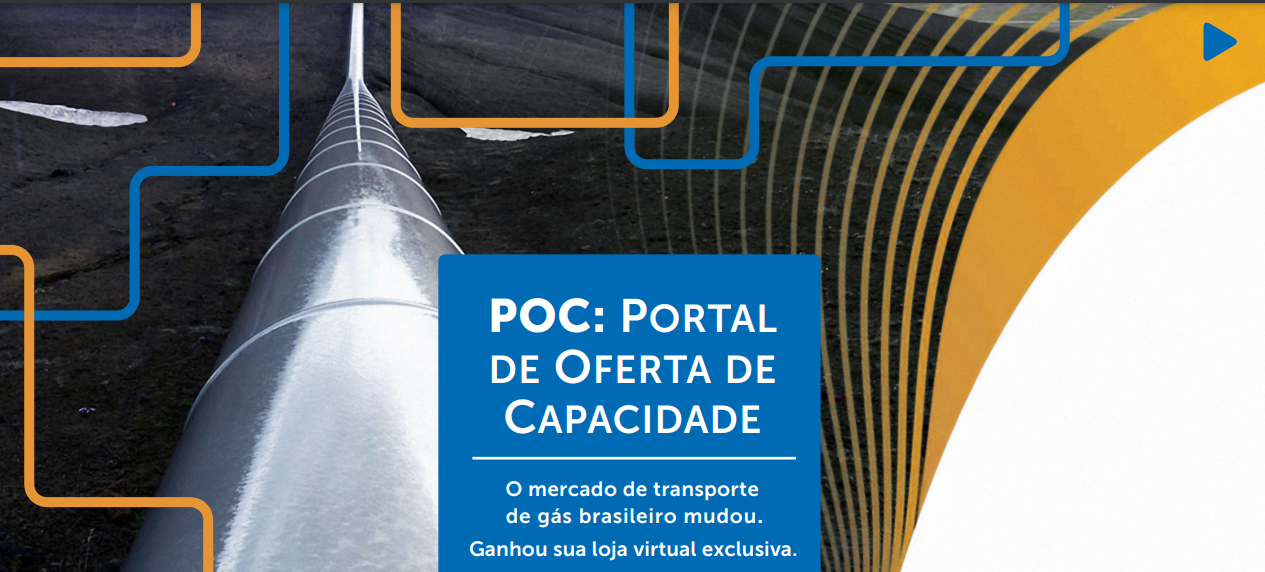 POC: PORTAL
DE OFERTA DE
CAPACIDADE
O mercado de transporte
de gás brasileiro mudou.
Ganhou sua loja virtual exclusiva.